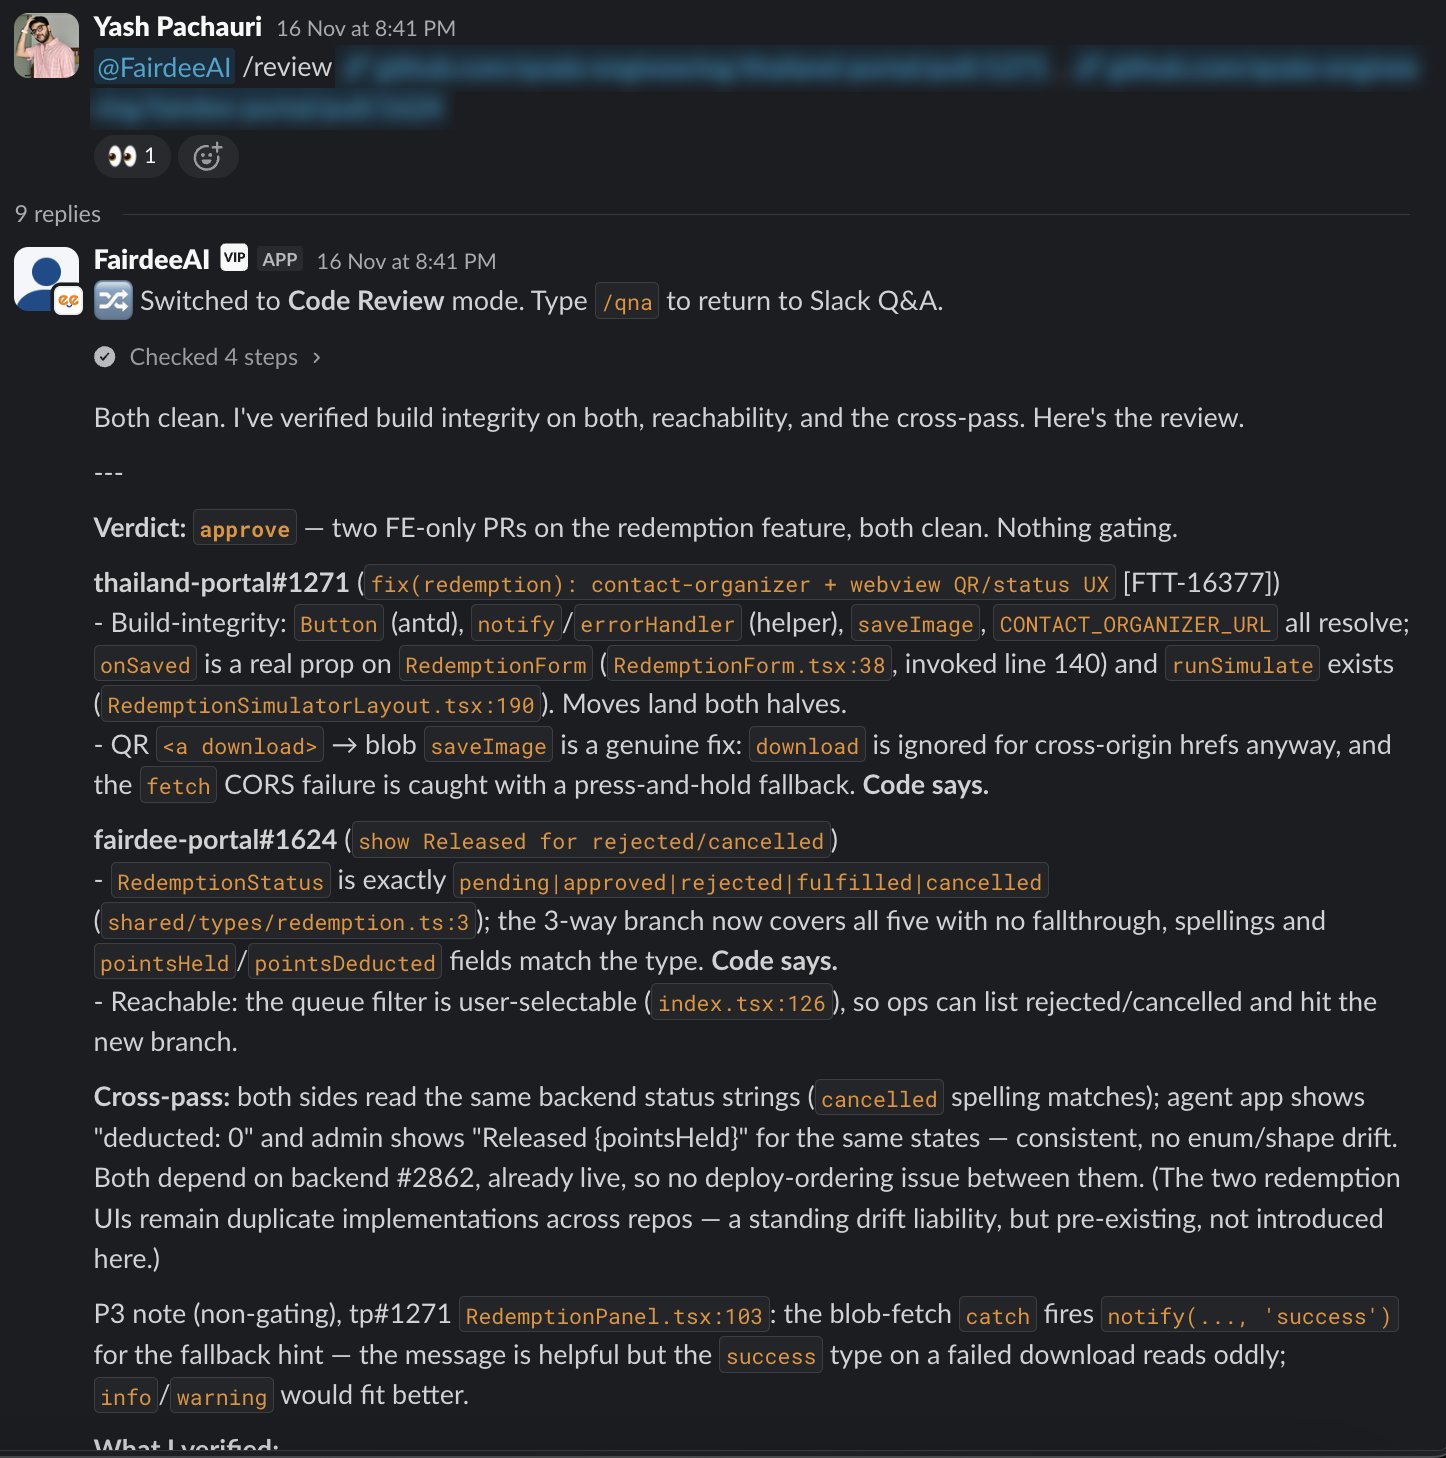 Yash Pachauri 16 Nov at 8:41 PM
@FairdeeAI /review
👀 1
9 replies
FairdeeAI VIP APP 16 Nov at 8:41 PM
🔀 Switched to Code Review mode. Type /qna to return to Slack Q&A.
Checked 4 steps >
Both clean. I've verified build integrity on both, reachability, and the cross-pass. Here's the review.
---
Verdict: approve — two FE-only PRs on the redemption feature, both clean. Nothing gating.
thailand-portal#1271 (fix(redemption): contact-organizer + webview QR/status UX [FTT-16377])
- Build-integrity: Button (antd), notify/errorHandler (helper), saveImage, CONTACT_ORGANIZER_URL all resolve;
onSaved is a real prop on RedemptionForm (RedemptionForm.tsx:38, invoked line 140) and runSimulate exists
(RedemptionSimulatorLayout.tsx:190). Moves land both halves.
- QR <a download> → blob saveImage is a genuine fix: download is ignored for cross-origin hrefs anyway, and
the fetch CORS failure is caught with a press-and-hold fallback. Code says.
fairdee-portal#1624 (show Released for rejected/cancelled)
- RedemptionStatus is exactly pending|approved|rejected|fulfilled|cancelled
(shared/types/redemption.ts:3); the 3-way branch now covers all five with no fallthrough, spellings and
pointsHeld/pointsDeducted fields match the type. Code says.
- Reachable: the queue filter is user-selectable (index.tsx:126), so ops can list rejected/cancelled and hit the
new branch.
Cross-pass: both sides read the same backend status strings (cancelled spelling matches); agent app shows
"deducted: 0" and admin shows "Released {pointsHeld}" for the same states — consistent, no enum/shape drift.
Both depend on backend #2862, already live, so no deploy-ordering issue between them. (The two redemption
UIs remain duplicate implementations across repos — a standing drift liability, but pre-existing, not introduced
here.)
P3 note (non-gating), tp#1271 RedemptionPanel.tsx:103: the blob-fetch catch fires notify(..., 'success')
for the fallback hint — the message is helpful but the success type on a failed download reads oddly;
info/warning would fit better.
What I verified: